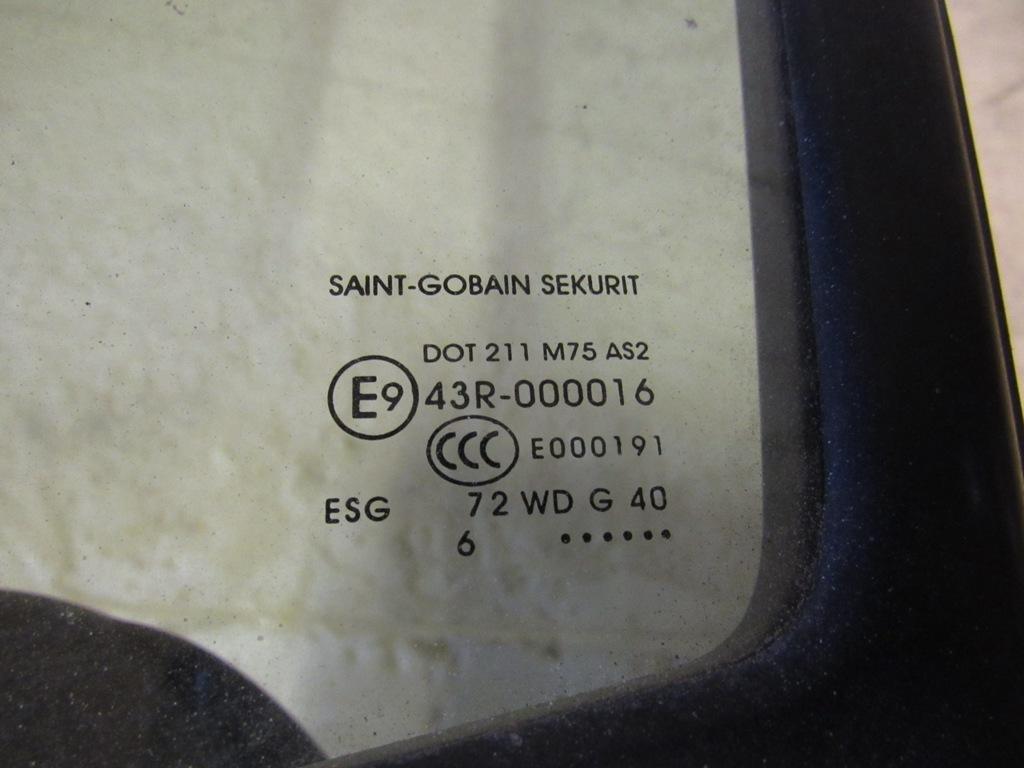 SAINT-GOBAIN SEKURIT
DOT 211 M75 AS2
E9 43R-000016
CCC E000191
ESG 72 WD G 40
6 ••••••